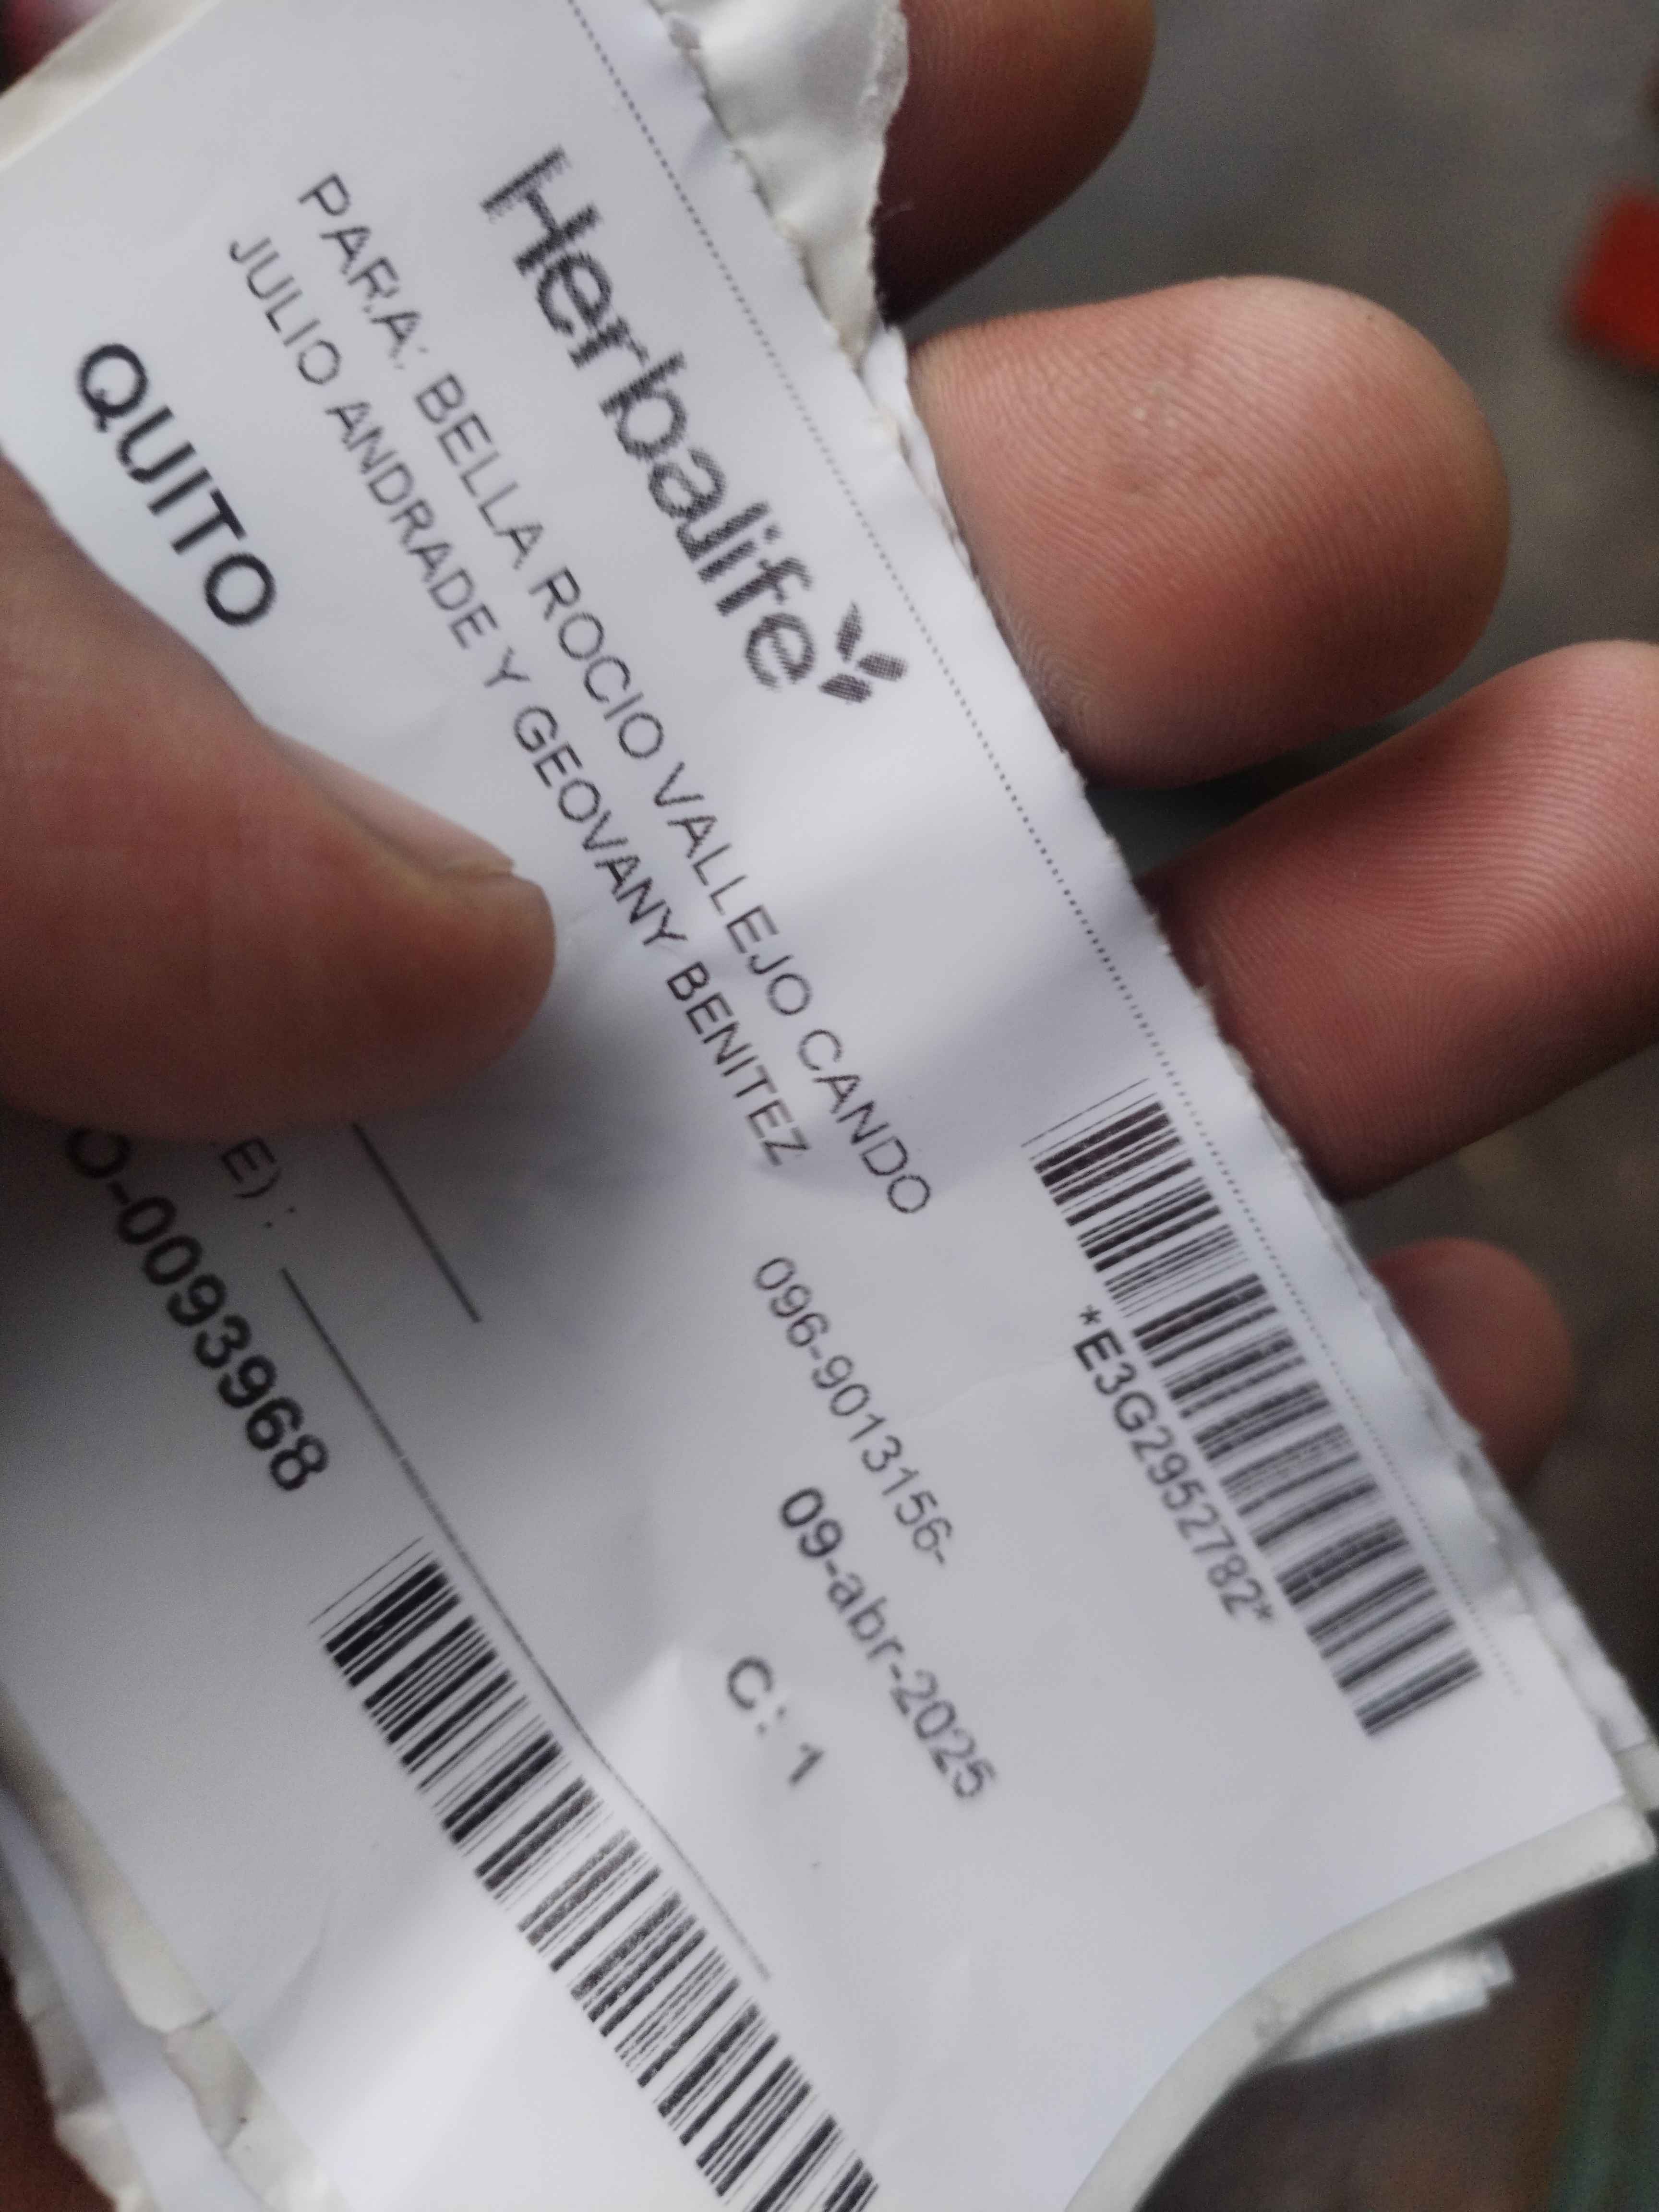 Herbalife
*E3G2952782*
PARA: BELLA ROCIO VALLEJO CANDO
096-9013156-
JULIO ANDRADE Y GEOVANY BENITEZ
09-abr-2025
QUITO
C: 1
E) :
O-0093968